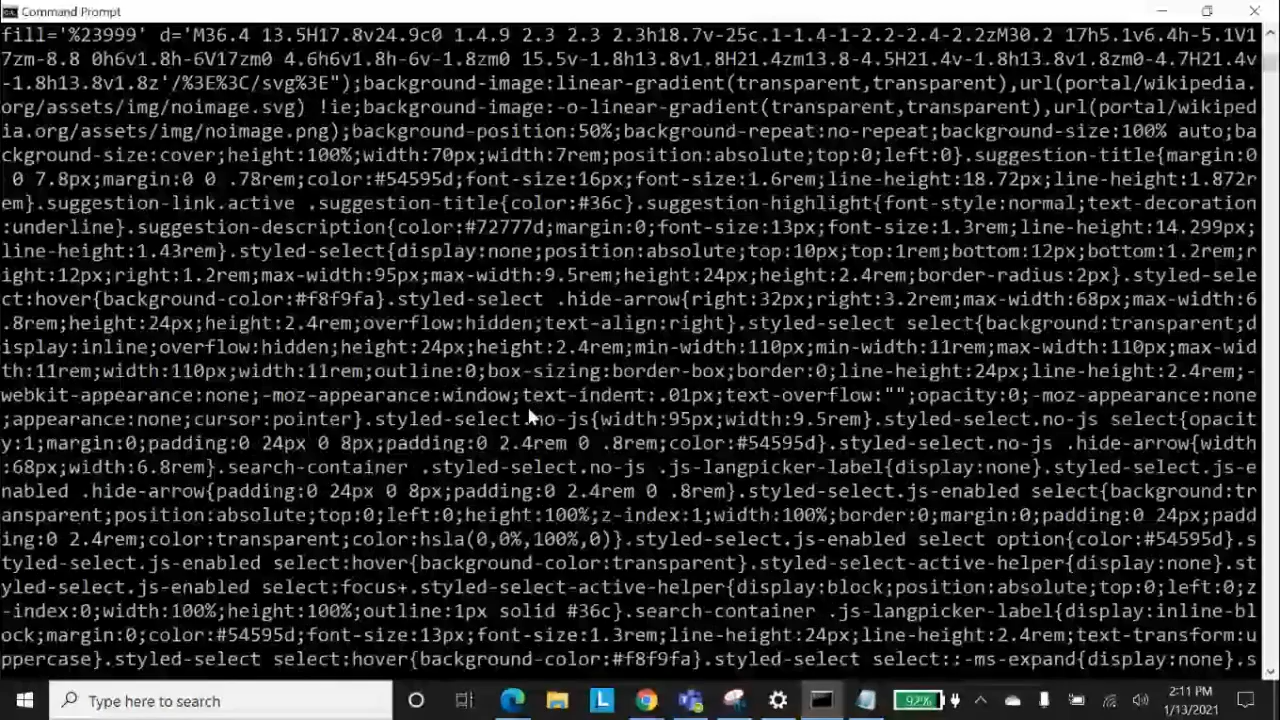 Command Prompt
fill='%23999' d='M36.4 13.5H17.8v24.9c0 1.4.9 2.3 2.3 2.3h18.7v-25c.1-1.4-1-2.2-2.4-2.2zM30.2 17h5.1v6.4h-5.1V1
7zm-8.8 0h6v1.8h-6V17zm0 4.6h6v1.8h-6v-1.8zm0 15.5v-1.8h13.8v1.8H21.4zm13.8-4.5H21.4v-1.8h13.8v1.8zm0-4.7H21.4v
-1.8h13.8v1.8z'/%3E%3C/svg%3E");background-image:linear-gradient(transparent,transparent),url(portal/wikipedia.
org/assets/img/noimage.svg) !ie;background-image:-o-linear-gradient(transparent,transparent),url(portal/wikiped
ia.org/assets/img/noimage.png);background-position:50%;background-repeat:no-repeat;background-size:100% auto;ba
ckground-size:cover;height:100%;width:70px;width:7rem;position:absolute;top:0;left:0}.suggestion-title{margin:0
0 7.8px;margin:0 0 .78rem;color:#54595d;font-size:16px;font-size:1.6rem;line-height:18.72px;line-height:1.872r
em}.suggestion-link.active .suggestion-title{color:#36c}.suggestion-highlight{font-style:normal;text-decoration
:underline}.suggestion-description{color:#72777d;margin:0;font-size:13px;font-size:1.3rem;line-height:14.299px;
line-height:1.43rem}.styled-select{display:none;position:absolute;top:10px;top:1rem;bottom:12px;bottom:1.2rem;r
ight:12px;right:1.2rem;max-width:95px;max-width:9.5rem;height:24px;height:2.4rem;border-radius:2px}.styled-sele
ct:hover{background-color:#f8f9fa}.styled-select .hide-arrow{right:32px;right:3.2rem;max-width:68px;max-width:6
.8rem;height:24px;height:2.4rem;overflow:hidden;text-align:right}.styled-select select{background:transparent;d
isplay:inline;overflow:hidden;height:24px;height:2.4rem;min-width:110px;min-width:11rem;max-width:110px;max-wid
th:11rem;width:110px;width:11rem;outline:0;box-sizing:border-box;border:0;line-height:24px;line-height:2.4rem;-
webkit-appearance:none;-moz-appearance:window;text-indent:.01px;text-overflow:"";opacity:0;-moz-appearance:none
;appearance:none;cursor:pointer}.styled-select.no-js{width:95px;width:9.5rem}.styled-select.no-js select{opacit
y:1;margin:0;padding:0 24px 0 8px;padding:0 2.4rem 0 .8rem;color:#54595d}.styled-select.no-js .hide-arrow{width
:68px;width:6.8rem}.search-container .styled-select.no-js .js-langpicker-label{display:none}.styled-select.js-e
nabled .hide-arrow{padding:0 24px 0 8px;padding:0 2.4rem 0 .8rem}.styled-select.js-enabled select{background:tr
ansparent;position:absolute;top:0;left:0;height:100%;z-index:1;width:100%;border:0;margin:0;padding:0 24px;padd
ing:0 2.4rem;color:transparent;color:hsla(0,0%,100%,0)}.styled-select.js-enabled select option{color:#54595d}.s
tyled-select.js-enabled select:hover{background-color:transparent}.styled-select-active-helper{display:none}.st
yled-select.js-enabled select:focus+.styled-select-active-helper{display:block;position:absolute;top:0;left:0;z
-index:0;width:100%;height:100%;outline:1px solid #36c}.search-container .js-langpicker-label{display:inline-bl
ock;margin:0;color:#54595d;font-size:13px;font-size:1.3rem;line-height:24px;line-height:2.4rem;text-transform:u
ppercase}.styled-select select:hover{background-color:#f8f9fa}.styled-select select::-ms-expand{display:none}.s
Type here to search
L
92%
2:11 PM
1/13/2021